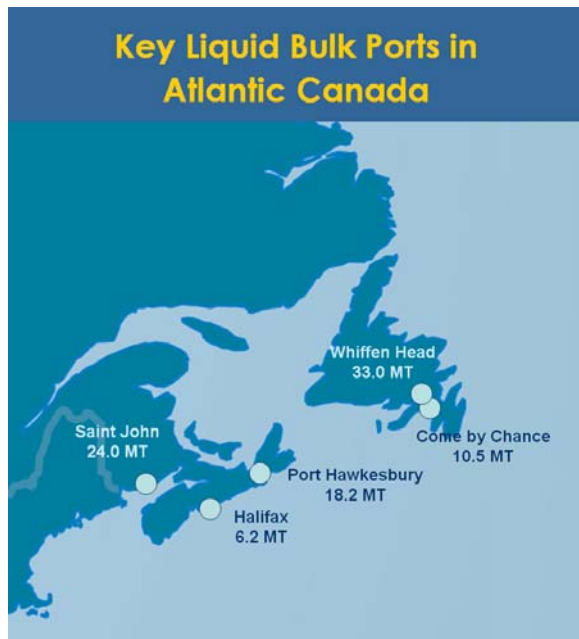 Key Liquid Bulk Ports in
Atlantic Canada
Whiffen Head
33.0 MT
Saint John
24.0 MT
Come by Chance
10.5 MT
Port Hawkesbury
18.2 MT
Halifax
6.2 MT